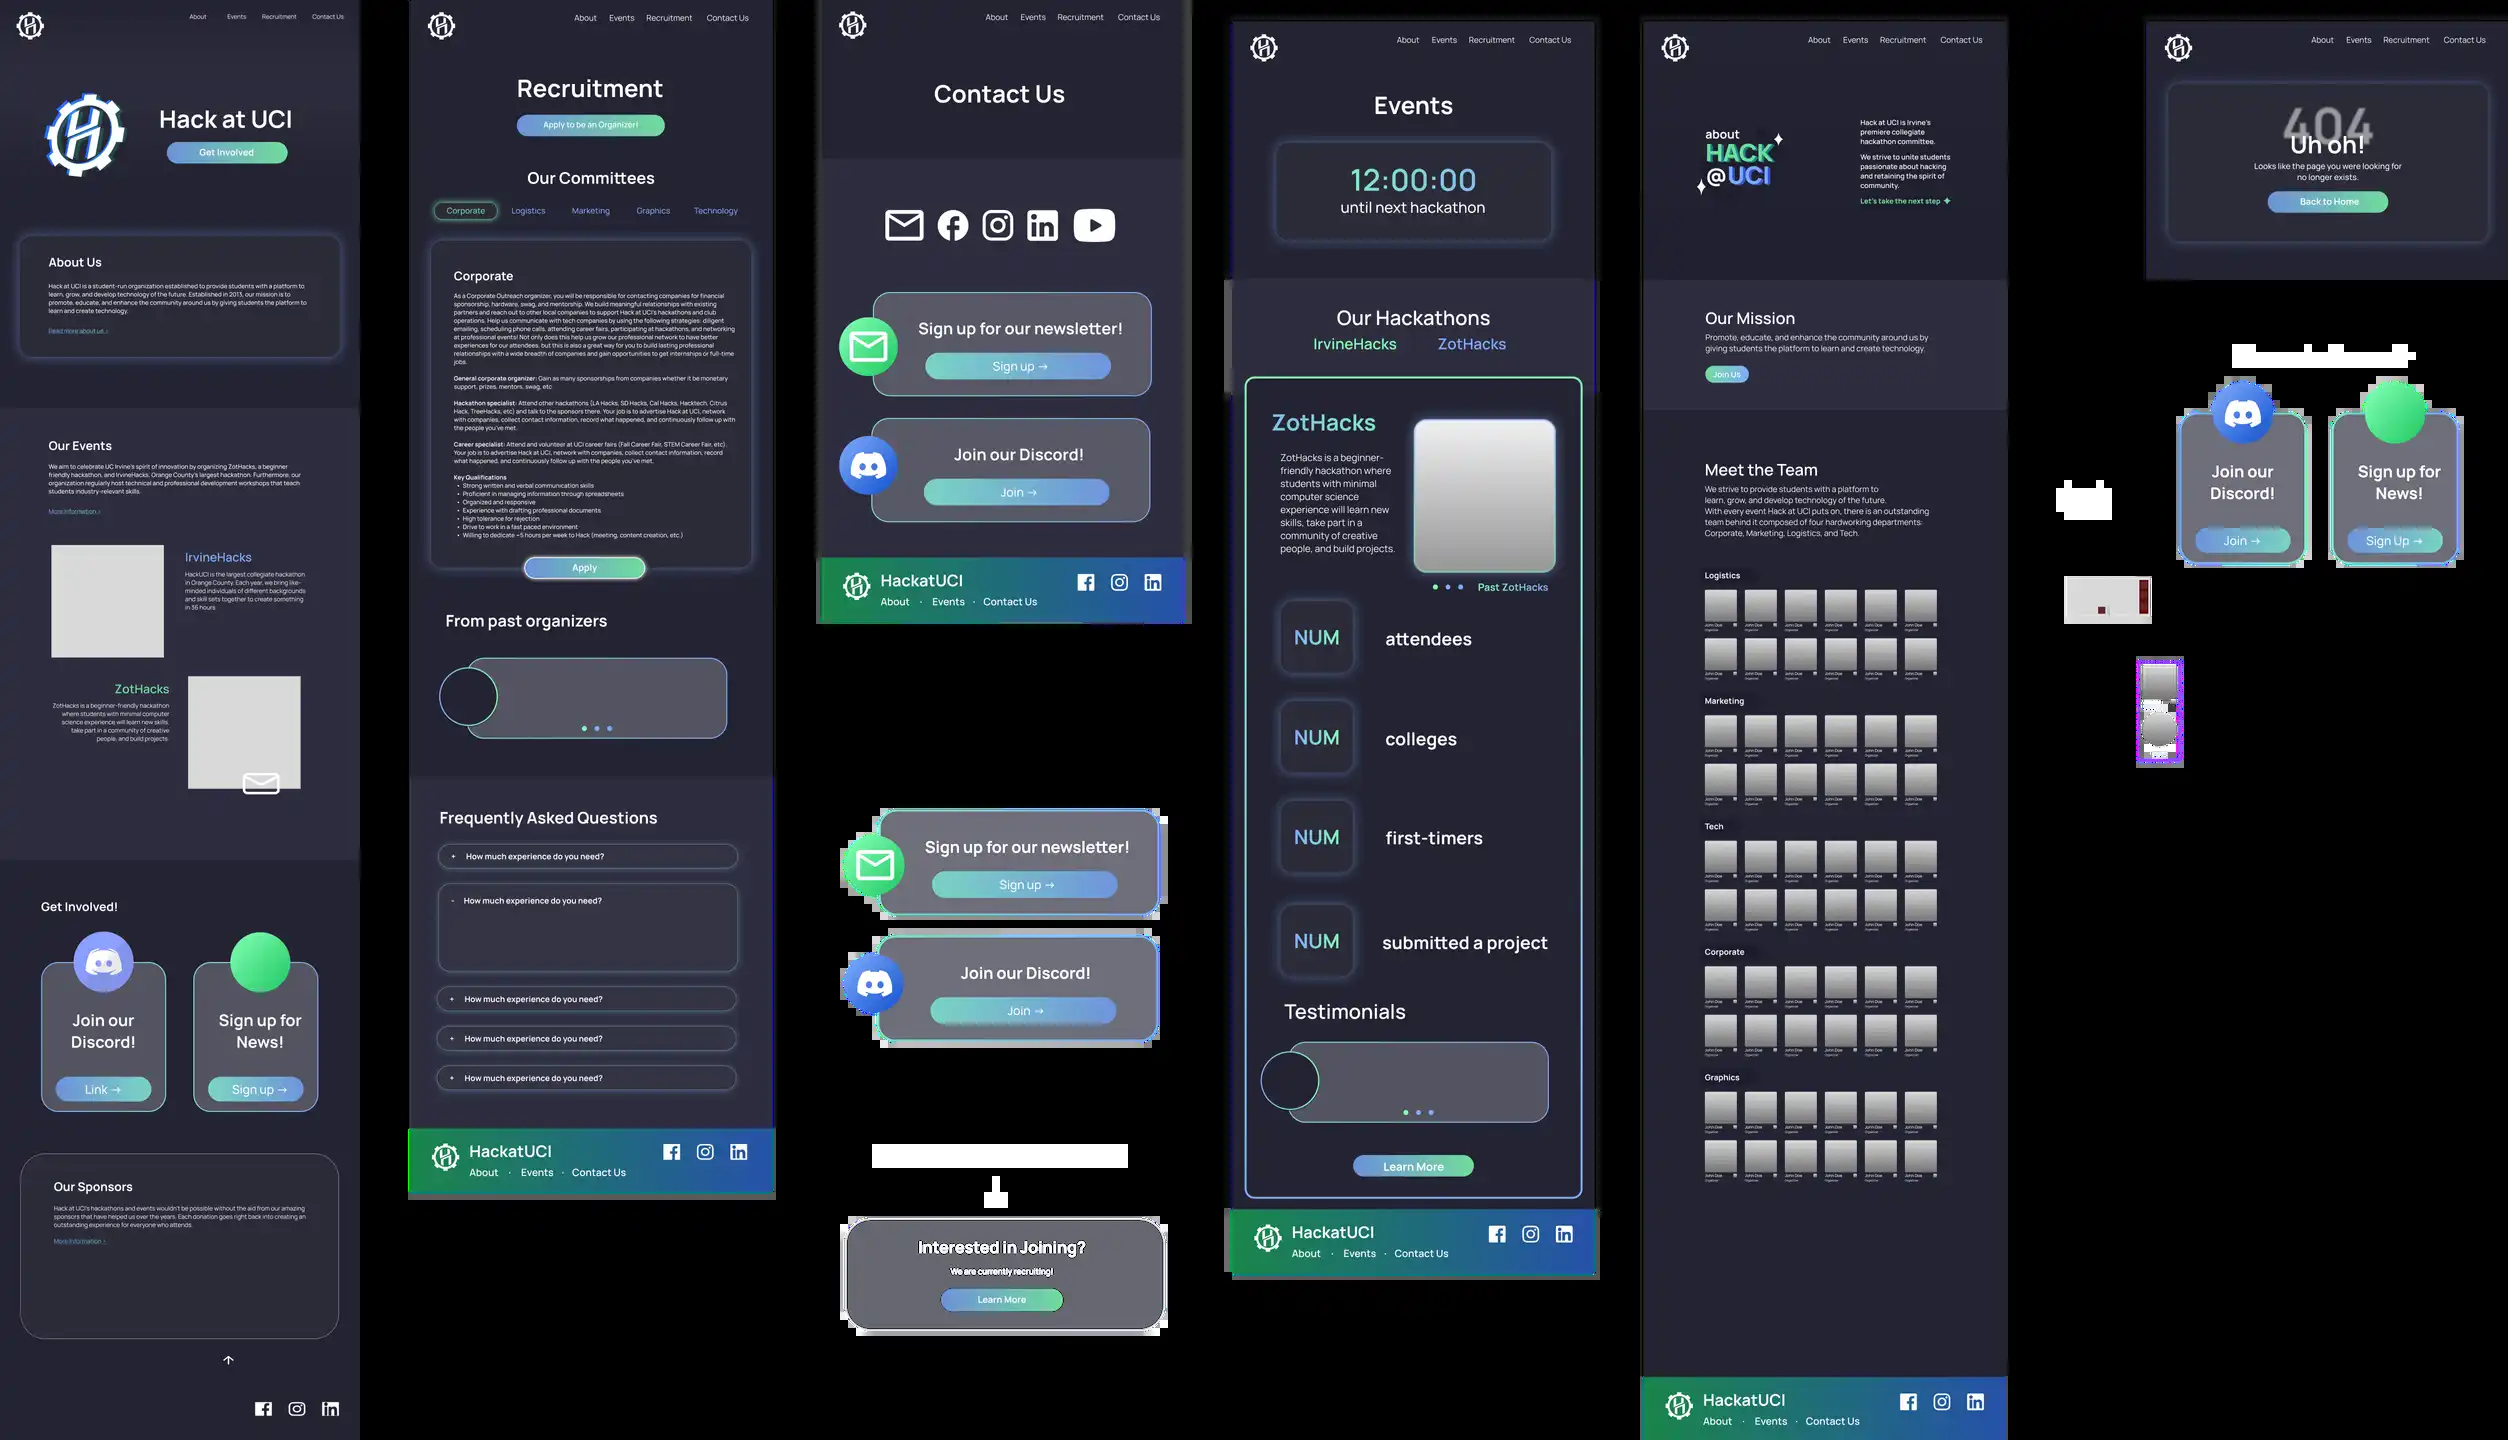 About Events Recruitment Contact Us
Hack at UCI
Get Involved
About Us
Hack at UCI is a student-run organization established to provide students with a platform to
learn, grow, and develop technology of the future. Established in 2013, our mission is to
promote, educate, and enhance the community around us by giving students the platform to
learn and create technology.
Read more about us >
Our Events
We aim to celebrate UC Irvine's spirit of innovation by organizing ZotHacks, a beginner
friendly hackathon, and IrvineHacks, Orange County's largest hackathon. Furthermore, our
organization regularly host technical and professional development workshops that teach
students industry-relevant skills.
More Information >
IrvineHacks
HackUCI is the largest collegiate hackathon
in Orange County. Each year, we bring like-
minded individuals of different backgrounds
and skill sets together to create something
in 36 hours
ZotHacks
ZotHacks is a beginner-friendly hackathon
where students with minimal computer
science experience will learn new skills,
take part in a community of creative
people, and build projects.
Get Involved!
Join our
Discord!
Link →
Sign up for
News!
Sign up →
Our Sponsors
Hack at UCI's hackathons and events wouldn't be possible without the aid from our amazing
sponsors that have helped us over the years. Each donation goes right back into creating an
outstanding experience for everyone who attends.
More Information >
About Events Recruitment Contact Us
Recruitment
Apply to be an Organizer!
Our Committees
Corporate Logistics Marketing Graphics Technology
Corporate
As a Corporate Outreach organizer, you will be responsible for contacting companies for financial
sponsorship, hardware, swag, and mentorship. We build meaningful relationships with existing
partners and reach out to other local companies to support Hack at UCI's hackathons and club
operations. Help us communicate with tech companies by using the following strategies: diligent
emailing, scheduling phone calls, attending career fairs, participating at hackathons, and networking
at professional events! Not only does this help us grow our professional network to have better
experiences for our attendees, but this is also a great way for you to build lasting professional
relationships with a wide breadth of companies and gain opportunities to get internships or full-time
jobs.
General corporate organizer: Gain as many sponsorships from companies whether it be monetary
support, prizes, mentors, swag, etc
Hackathon specialist: Attend other hackathons (LA Hacks, SD Hacks, Cal Hacks, Hacktech, Citrus
Hack, TreeHacks, etc) and talk to the sponsors there. Your job is to advertise Hack at UCI, network
with companies, collect contact information, record what happened, and continuously follow up with
the people you've met.
Career specialist: Attend and volunteer at UCI career fairs (Fall Career Fair, STEM Career Fair, etc).
Your job is to advertise Hack at UCI, network with companies, collect contact information, record
what happened, and continuously follow up with the people you've met.
Key Qualifications
• Strong written and verbal communication skills
• Proficient in managing information through spreadsheets
• Organized and responsive
• Experience with drafting professional documents
• High tolerance for rejection
• Drive to work in a fast paced environment
• Willing to dedicate ~5 hours per week to Hack (meeting, content creation, etc.)
Apply
From past organizers
Frequently Asked Questions
+ How much experience do you need?
- How much experience do you need?
+ How much experience do you need?
+ How much experience do you need?
+ How much experience do you need?
HackatUCI
About · Events · Contact Us
About Events Recruitment Contact Us
Contact Us
Sign up for our newsletter!
Sign up →
Join our Discord!
Join →
HackatUCI
About · Events · Contact Us
Sign up for our newsletter!
Sign up →
Join our Discord!
Join →
Interested in Joining?
We are currently recruiting!
Learn More
About Events Recruitment Contact Us
Events
12:00:00
until next hackathon
Our Hackathons
IrvineHacks ZotHacks
ZotHacks
ZotHacks is a beginner-
friendly hackathon where
students with minimal
computer science
experience will learn new
skills, take part in a
community of creative
people, and build projects.
Past ZotHacks
NUM attendees
NUM colleges
NUM first-timers
NUM submitted a project
Testimonials
Learn More
HackatUCI
About · Events · Contact Us
About Events Recruitment Contact Us
about
HACK
@UCI
Hack at UCI is Irvine's
premiere collegiate
hackathon committee.
We strive to unite students
passionate about hacking
and retaining the spirit of
community.
Let's take the next step
Our Mission
Promote, educate, and enhance the community around us by
giving students the platform to learn and create technology.
Join Us
Meet the Team
We strive to provide students with a platform to
learn, grow, and develop technology of the future.
With every event Hack at UCI puts on, there is an outstanding
team behind it composed of four hardworking departments:
Corporate, Marketing, Logistics, and Tech.
Logistics
Marketing
Tech
Corporate
Graphics
HackatUCI
About · Events · Contact Us
About Events Recruitment Contact Us
404
Uh oh!
Looks like the page you were looking for
no longer exists.
Back to Home
Join our
Discord!
Join →
Sign up for
News!
Sign Up →